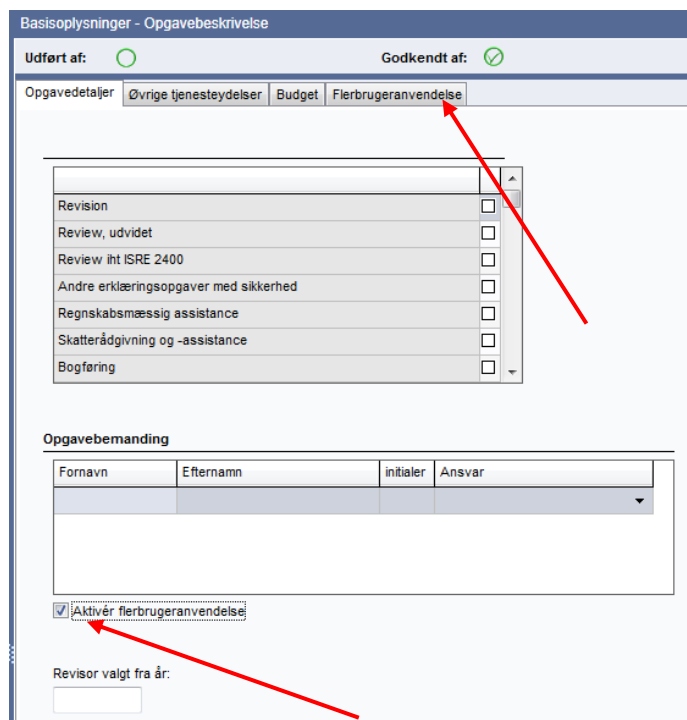 Basisoplysninger - Opgavebeskrivelse
Udført af: Godkendt af:
Opgavedetaljer Øvrige tjenesteydelser Budget Flerbrugeranvendelse
Revision
Review, udvidet
Review iht ISRE 2400
Andre erklæringsopgaver med sikkerhed
Regnskabsmæssig assistance
Skatterådgivning og -assistance
Bogføring
Opgavebemanding
Fornavn Efternamn initialer Ansvar
Aktivér flerbrugeranvendelse
Revisor valgt fra år: